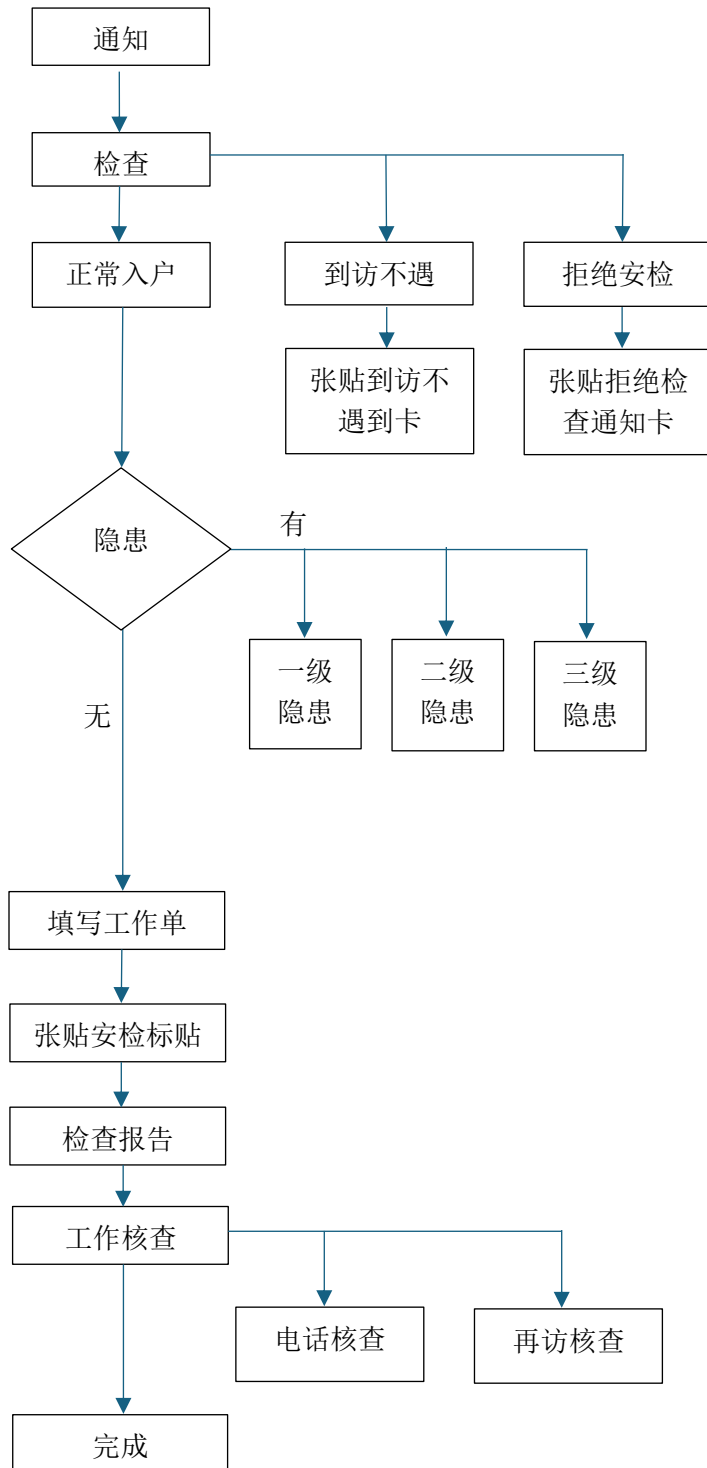 通知
检查
正常入户
到访不遇
拒绝安检
张贴到访不
遇到卡
张贴拒绝检
查通知卡
隐患
有
一级
隐患
二级
隐患
三级
隐患
无
填写工作单
张贴安检标贴
检查报告
工作核查
电话核查
再访核查
完成